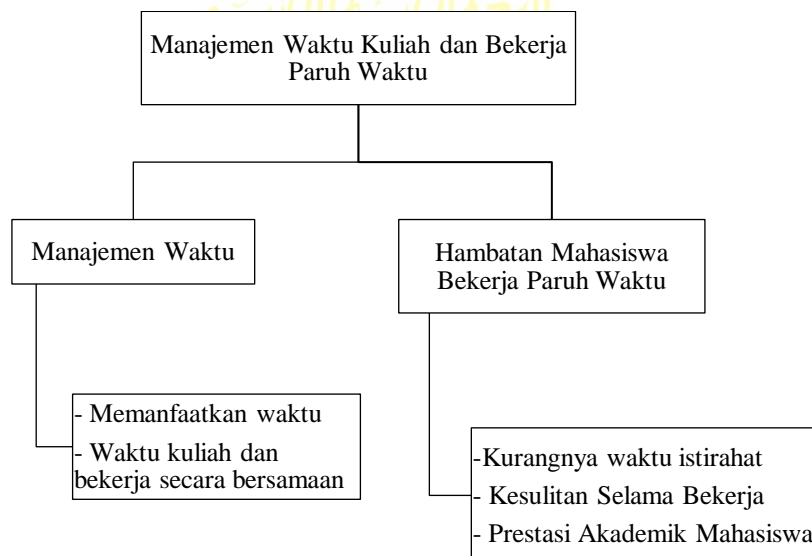 Manajemen Waktu Kuliah dan Bekerja
Paruh Waktu
Manajemen Waktu
Hambatan Mahasiswa
Bekerja Paruh Waktu
- Memanfaatkan waktu
- Waktu kuliah dan
bekerja secara bersamaan
-Kurangnya waktu istirahat
- Kesulitan Selama Bekerja
- Prestasi Akademik Mahasiswa